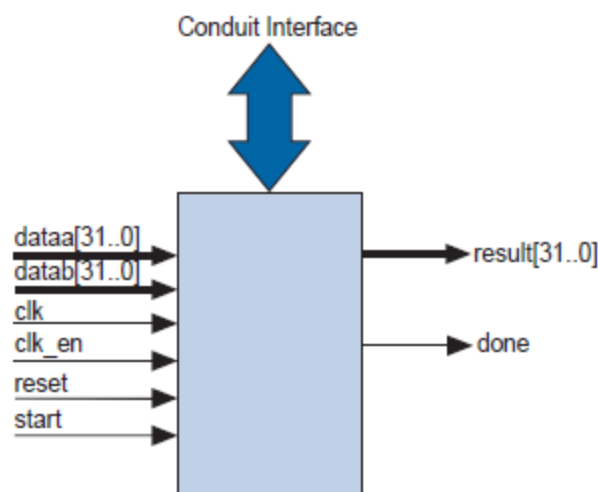 Conduit Interface
dataa[31..0]
datab[31..0]
clk
clk_en
reset
start
result[31..0]
done